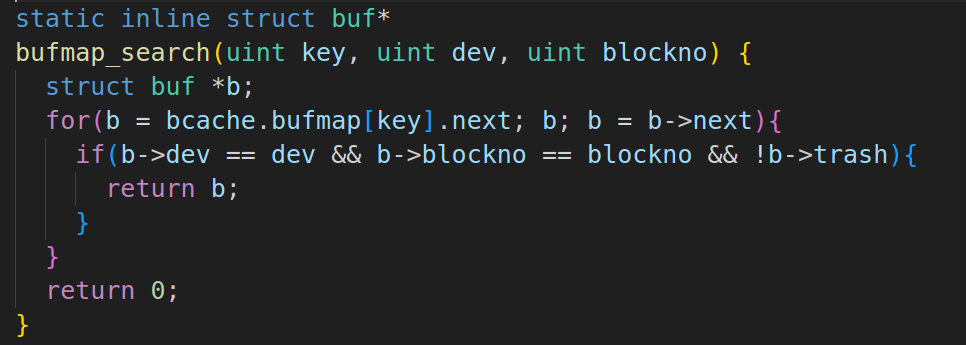 static inline struct buf*
bufmap_search(uint key, uint dev, uint blockno) {
  struct buf *b;
  for(b = bcache.bufmap[key].next; b; b = b->next){
    if(b->dev == dev && b->blockno == blockno && !b->trash){
      return b;
    }
  }
  return 0;
}